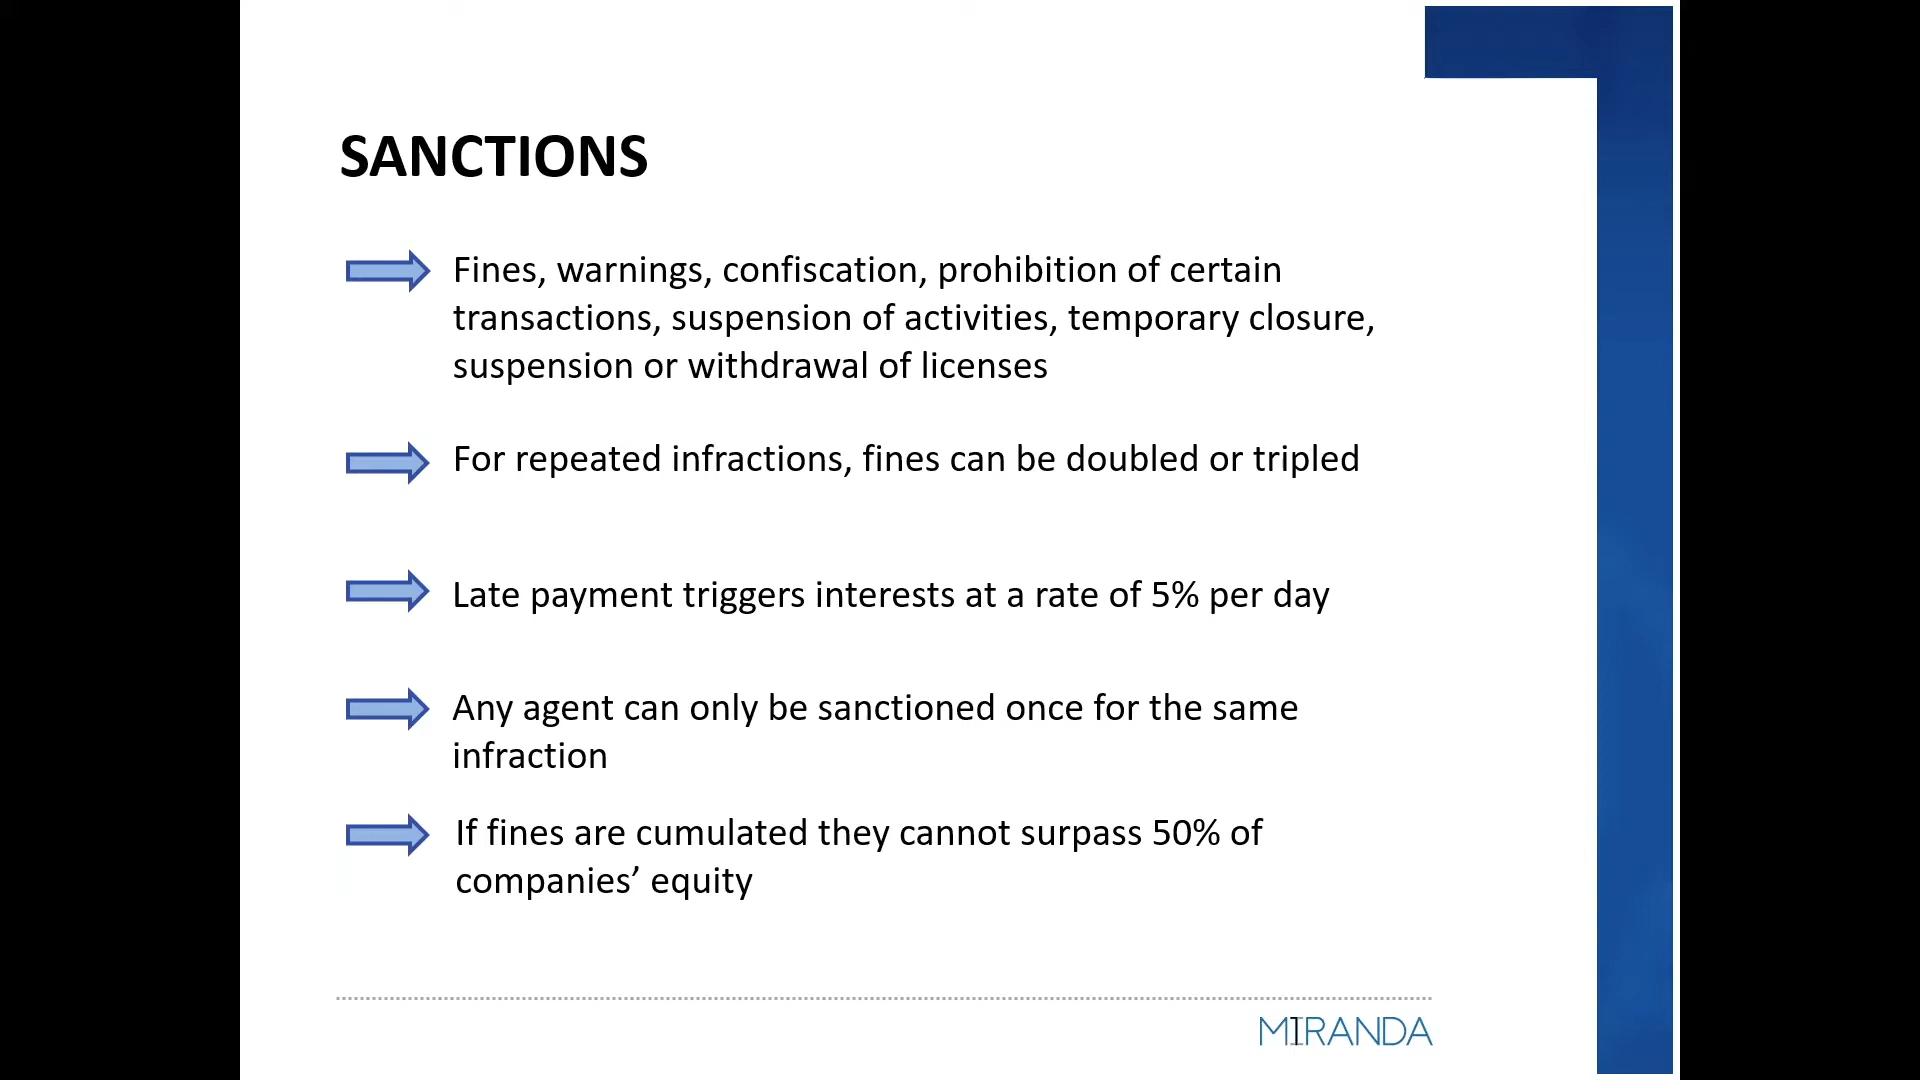 SANCTIONS
Fines, warnings, confiscation, prohibition of certain
transactions, suspension of activities, temporary closure,
suspension or withdrawal of licenses
For repeated infractions, fines can be doubled or tripled
Late payment triggers interests at a rate of 5% per day
Any agent can only be sanctioned once for the same
infraction
If fines are cumulated they cannot surpass 50% of
companies’ equity
MIRANDA